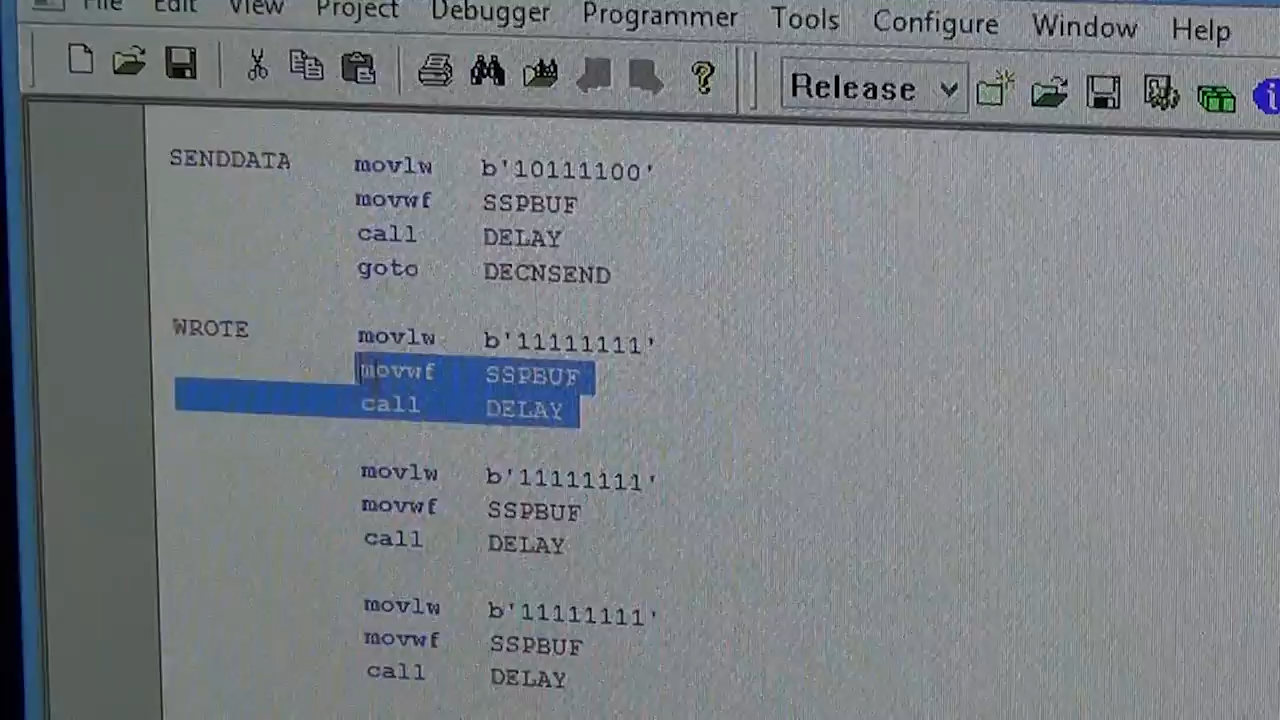 File Edit View Project Debugger Programmer Tools Configure Window Help
Release
SENDDATA movlw b'10111100'
movwf SSPBUF
call DELAY
goto DECNSEND
WROTE movlw b'11111111'
movwf SSPBUF
call DELAY
movlw b'11111111'
movwf SSPBUF
call DELAY
movlw b'11111111'
movwf SSPBUF
call DELAY